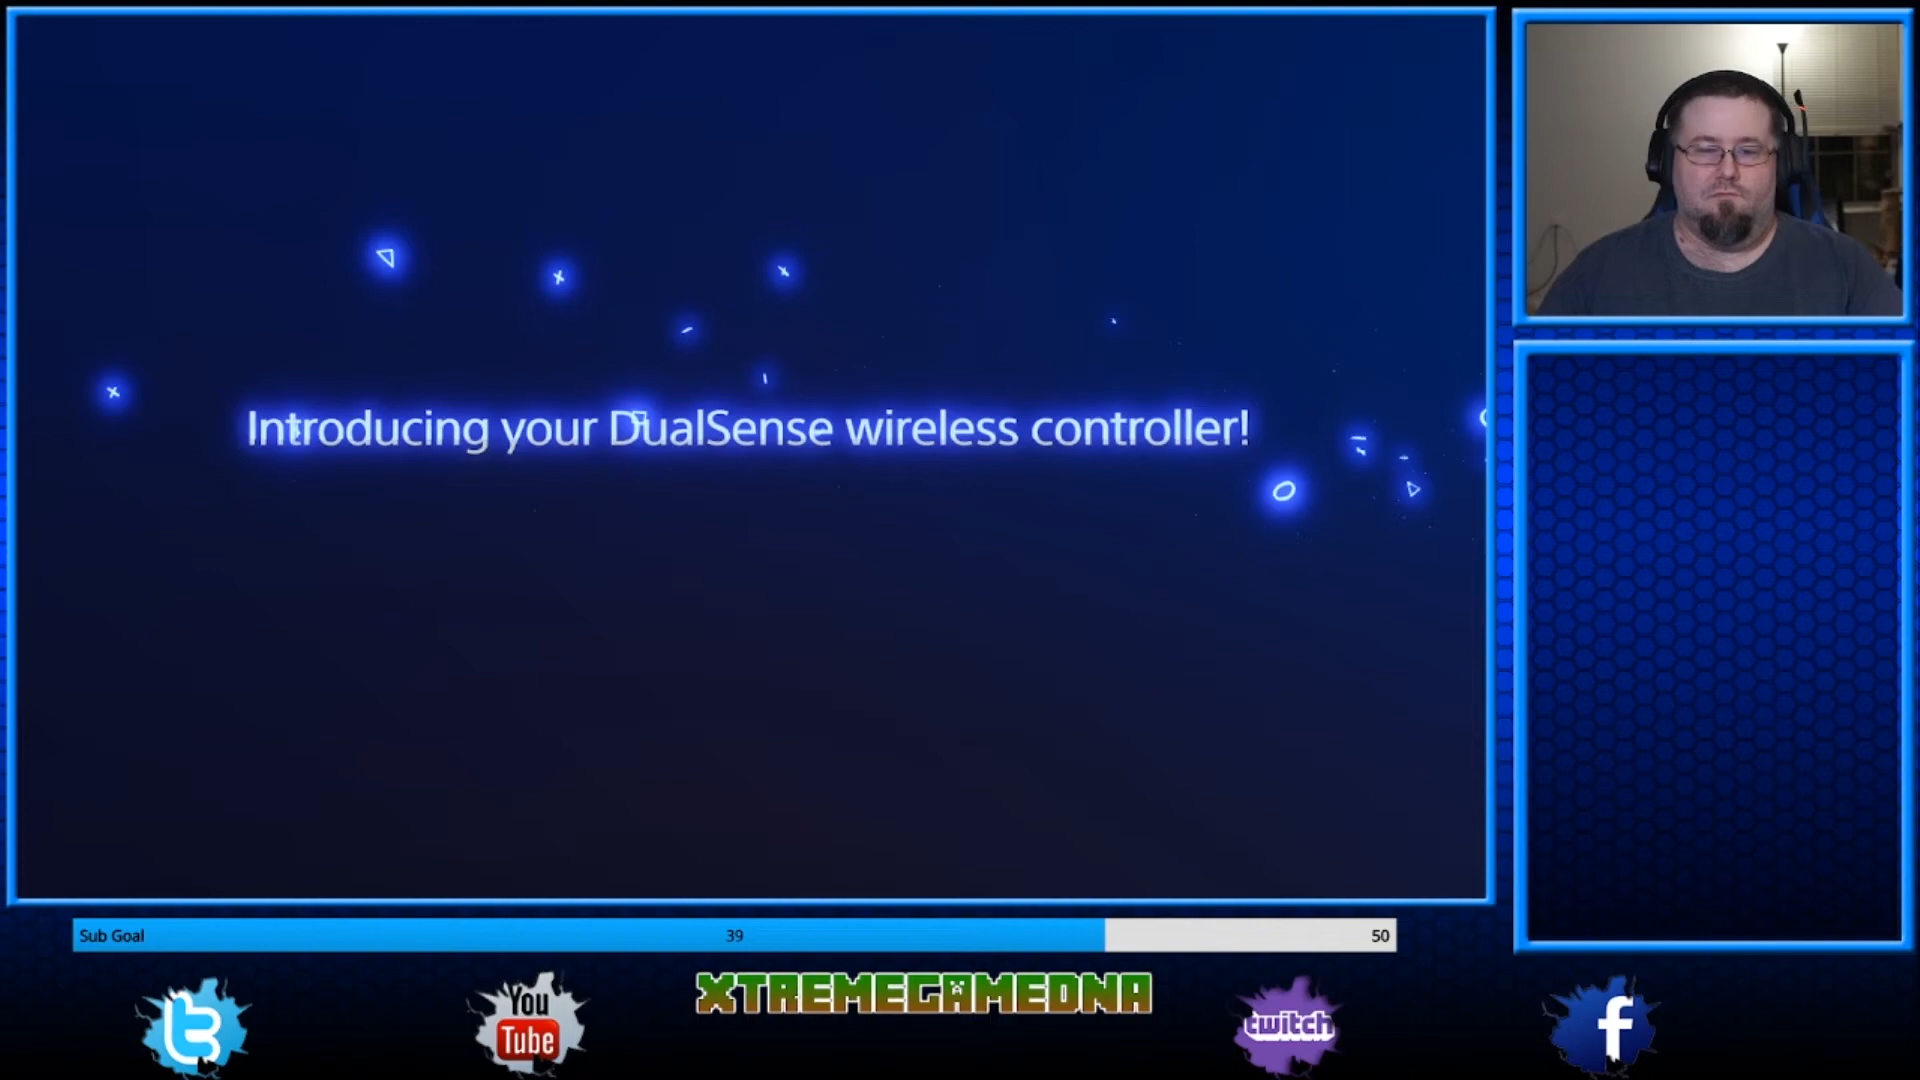 Introducing your DualSense wireless controller!
Sub Goal 39 50
XTREMEGAMEDNA
You
Tube
twitch